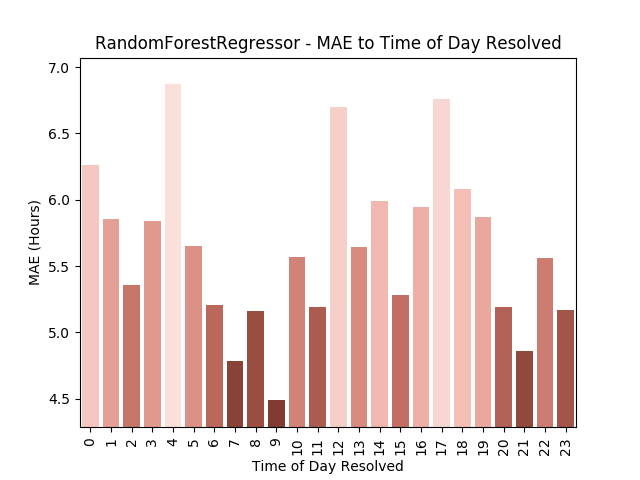 RandomForestRegressor - MAE to Time of Day Resolved
7.0
6.5
6.0
5.5
5.0
4.5
MAE (Hours)
0 1 2 3 4 5 6 7 8 9 10 11 12 13 14 15 16 17 18 19 20 21 22 23
Time of Day Resolved